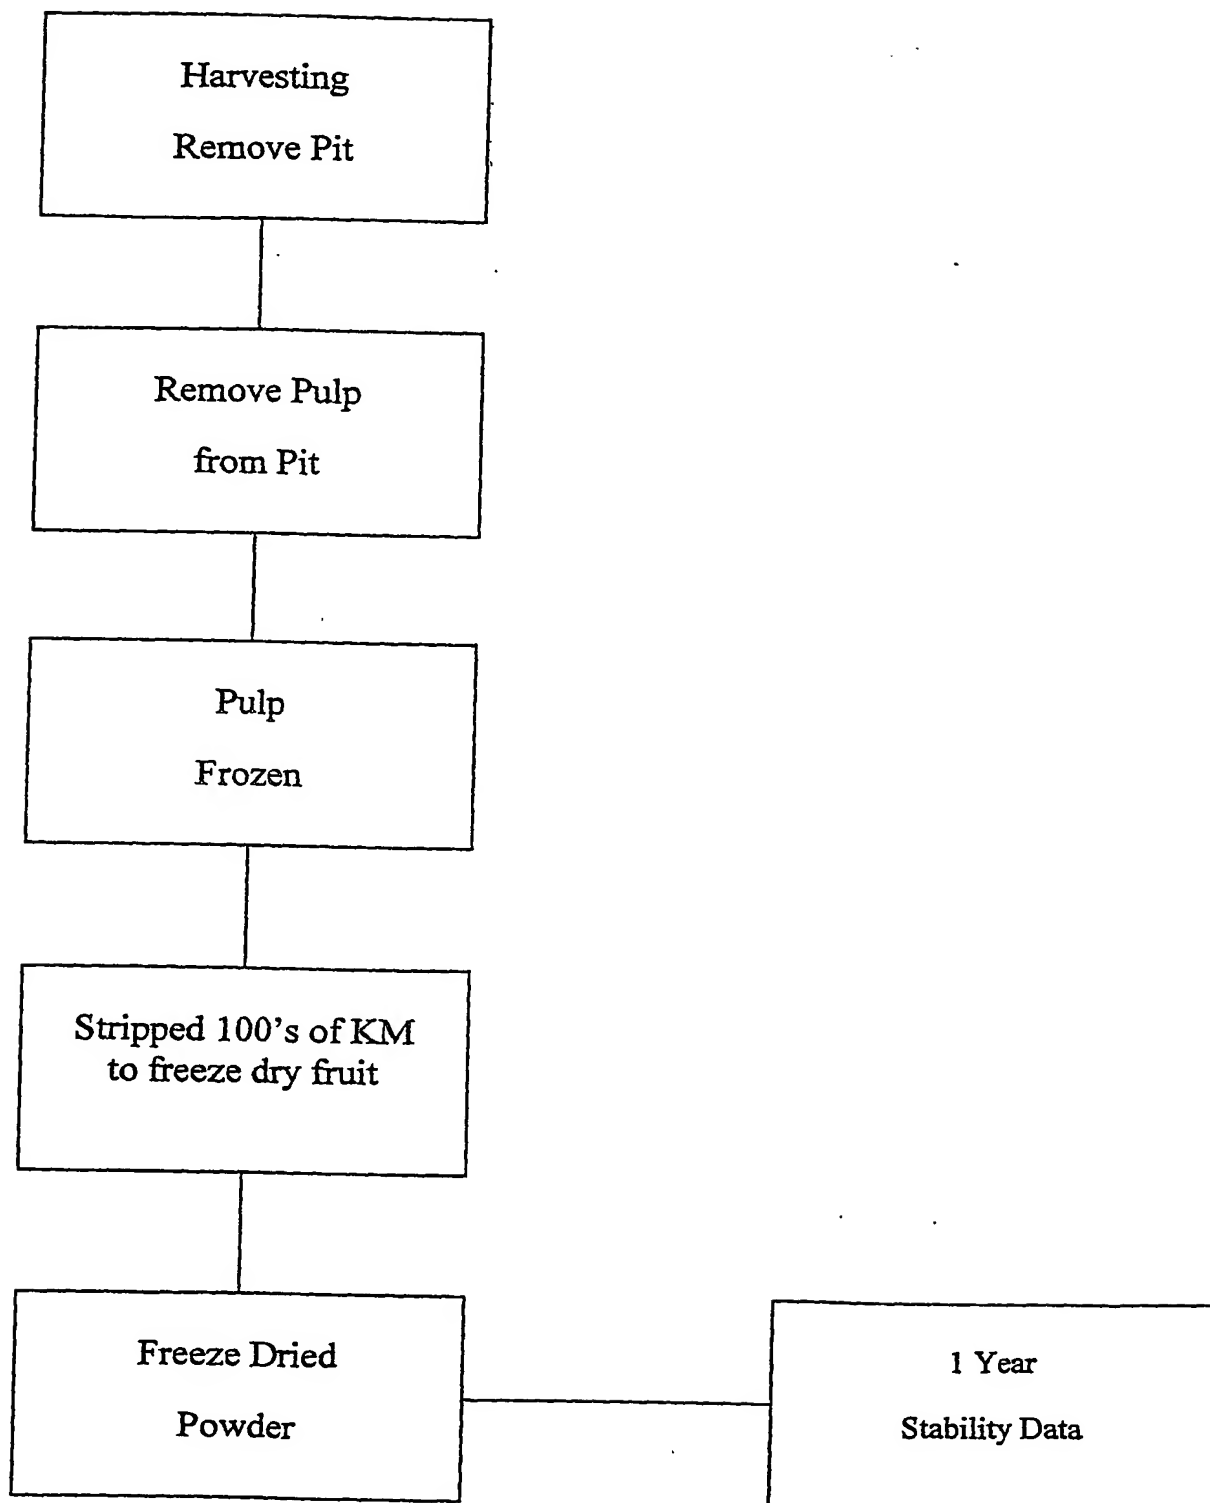 Harvesting
Remove Pit
Remove Pulp
from Pit
Pulp
Frozen
Stripped 100's of KM
to freeze dry fruit
Freeze Dried
Powder
1 Year
Stability Data